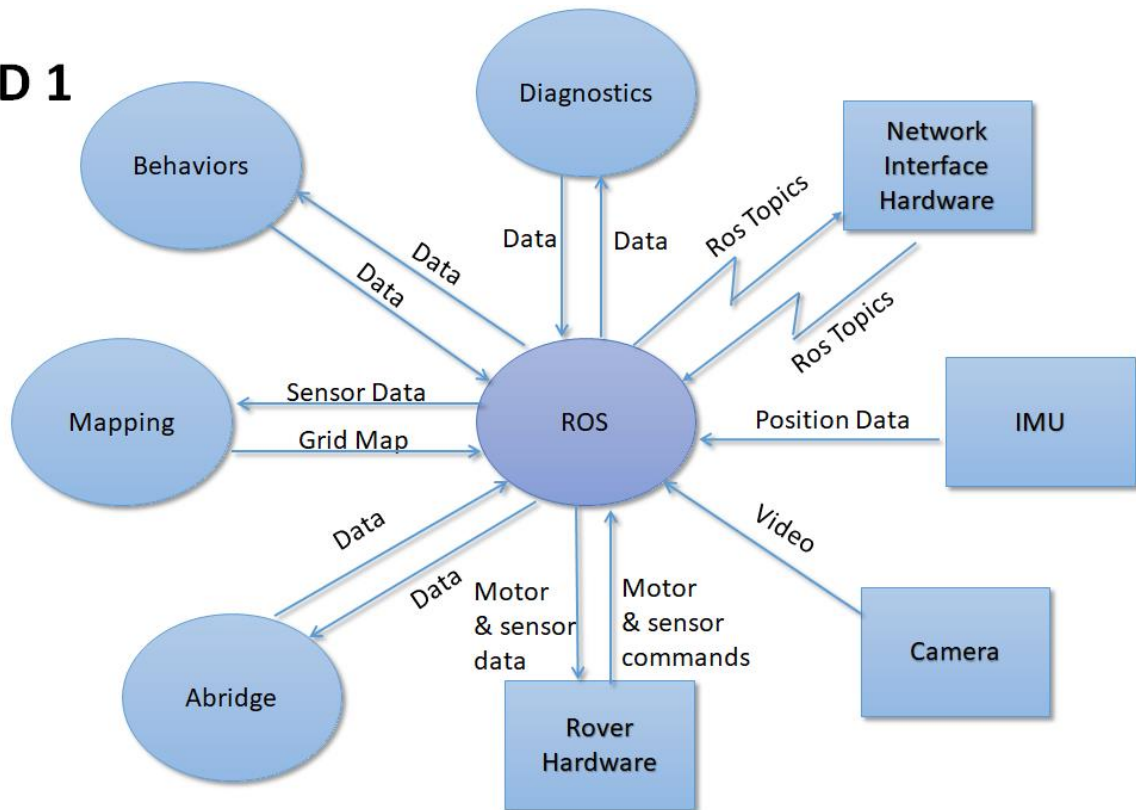 D 1
Diagnostics
Behaviors
Network
Interface
Hardware
Ros Topics
Data
Data
Data
Data
Ros Topics
Mapping
Sensor Data
Grid Map
ROS
Position Data
IMU
Data
Data
Video
Motor
& sensor
data
Motor
& sensor
commands
Camera
Abridge
Rover
Hardware